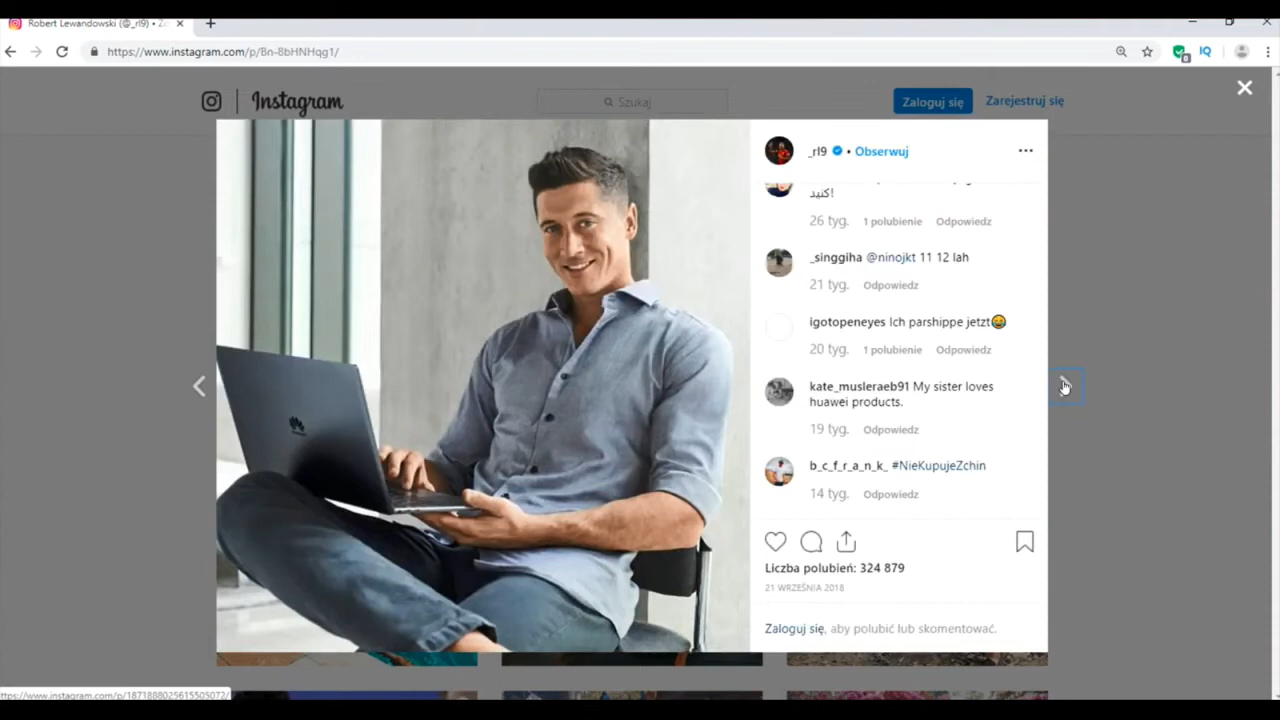 Robert Lewandowski (@_rl9) •
https://www.instagram.com/p/Bn-8bHNHqg1/
IQ
Instagram
Szukaj
Zaloguj się
Zarejestruj się
_rl9 • Obserwuj
کنید!
26 tyg. 1 polubienie Odpowiedz
_singgiha @ninojkt 11 12 lah
21 tyg. Odpowiedz
igotopeneyes Ich parshippe jetzt😂
20 tyg. 1 polubienie Odpowiedz
kate_musleraeb91 My sister loves
huawei products.
19 tyg. Odpowiedz
b_c_f_r_a_n_k_ #NieKupujeZchin
14 tyg. Odpowiedz
Liczba polubień: 324 879
21 WRZEŚNIA 2018
Zaloguj się, aby polubić lub skomentować.
https://www.instagram.com/p/1871888025615505072/